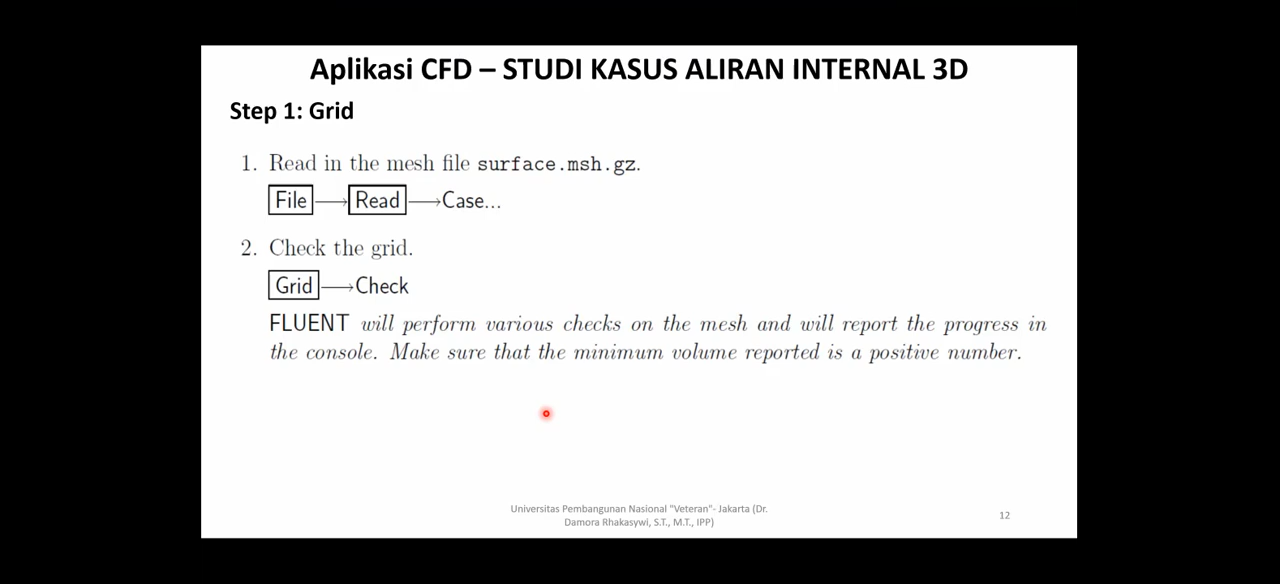 Aplikasi CFD – STUDI KASUS ALIRAN INTERNAL 3D
Step 1: Grid
1. Read in the mesh file surface.msh.gz.
File → Read → Case...
2. Check the grid.
Grid → Check
FLUENT will perform various checks on the mesh and will report the progress in
the console. Make sure that the minimum volume reported is a positive number.
Universitas Pembangunan Nasional "Veteran"- Jakarta (Dr.
Damora Rhakasywi, S.T., M.T., IPP)
12